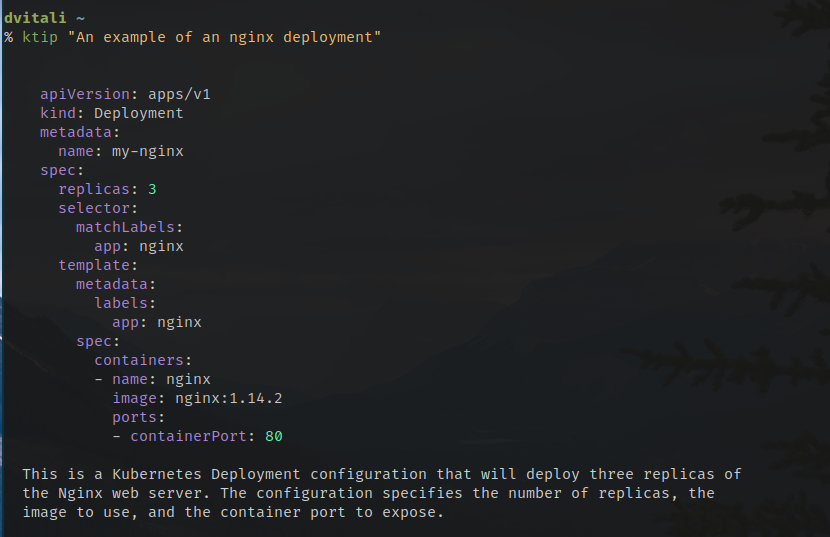 dvitali ~
% ktip "An example of an nginx deployment"
apiVersion: apps/v1
kind: Deployment
metadata:
  name: my-nginx
spec:
  replicas: 3
  selector:
    matchLabels:
      app: nginx
  template:
    metadata:
      labels:
        app: nginx
    spec:
      containers:
      - name: nginx
        image: nginx:1.14.2
        ports:
        - containerPort: 80
This is a Kubernetes Deployment configuration that will deploy three replicas of
the Nginx web server. The configuration specifies the number of replicas, the
image to use, and the container port to expose.